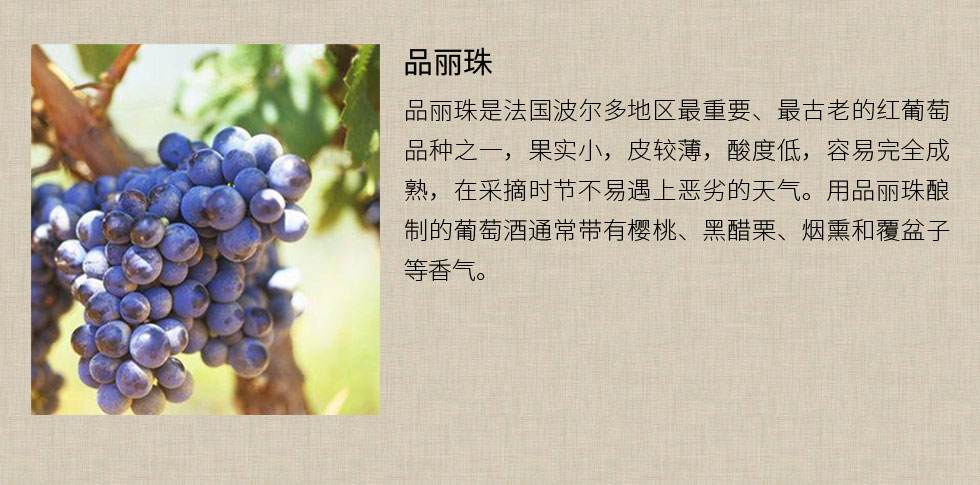 品丽珠
品丽珠是法国波尔多地区最重要、最古老的红葡萄
品种之一，果实小，皮较薄，酸度低，容易完全成
熟，在采摘时节不易遇上恶劣的天气。用品丽珠酿
制的葡萄酒通常带有樱桃、黑醋栗、烟熏和覆盆子
等香气。